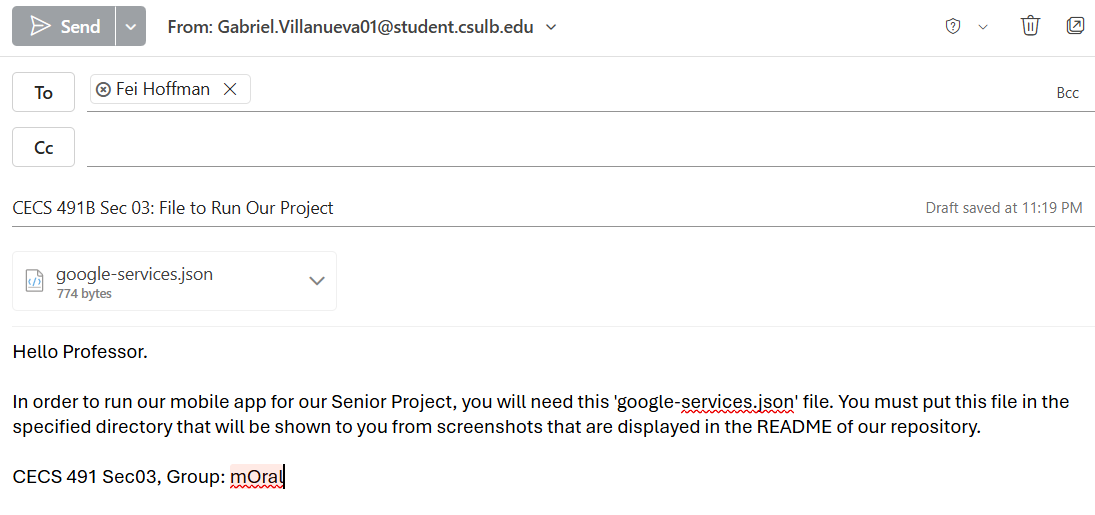 Send
From: Gabriel.Villanueva01@student.csulb.edu
To
Fei Hoffman
Bcc
Cc
CECS 491B Sec 03: File to Run Our Project
Draft saved at 11:19 PM
google-services.json
774 bytes
Hello Professor.
In order to run our mobile app for our Senior Project, you will need this 'google-services.json' file. You must put this file in the
specified directory that will be shown to you from screenshots that are displayed in the README of our repository.
CECS 491 Sec03, Group: mOral